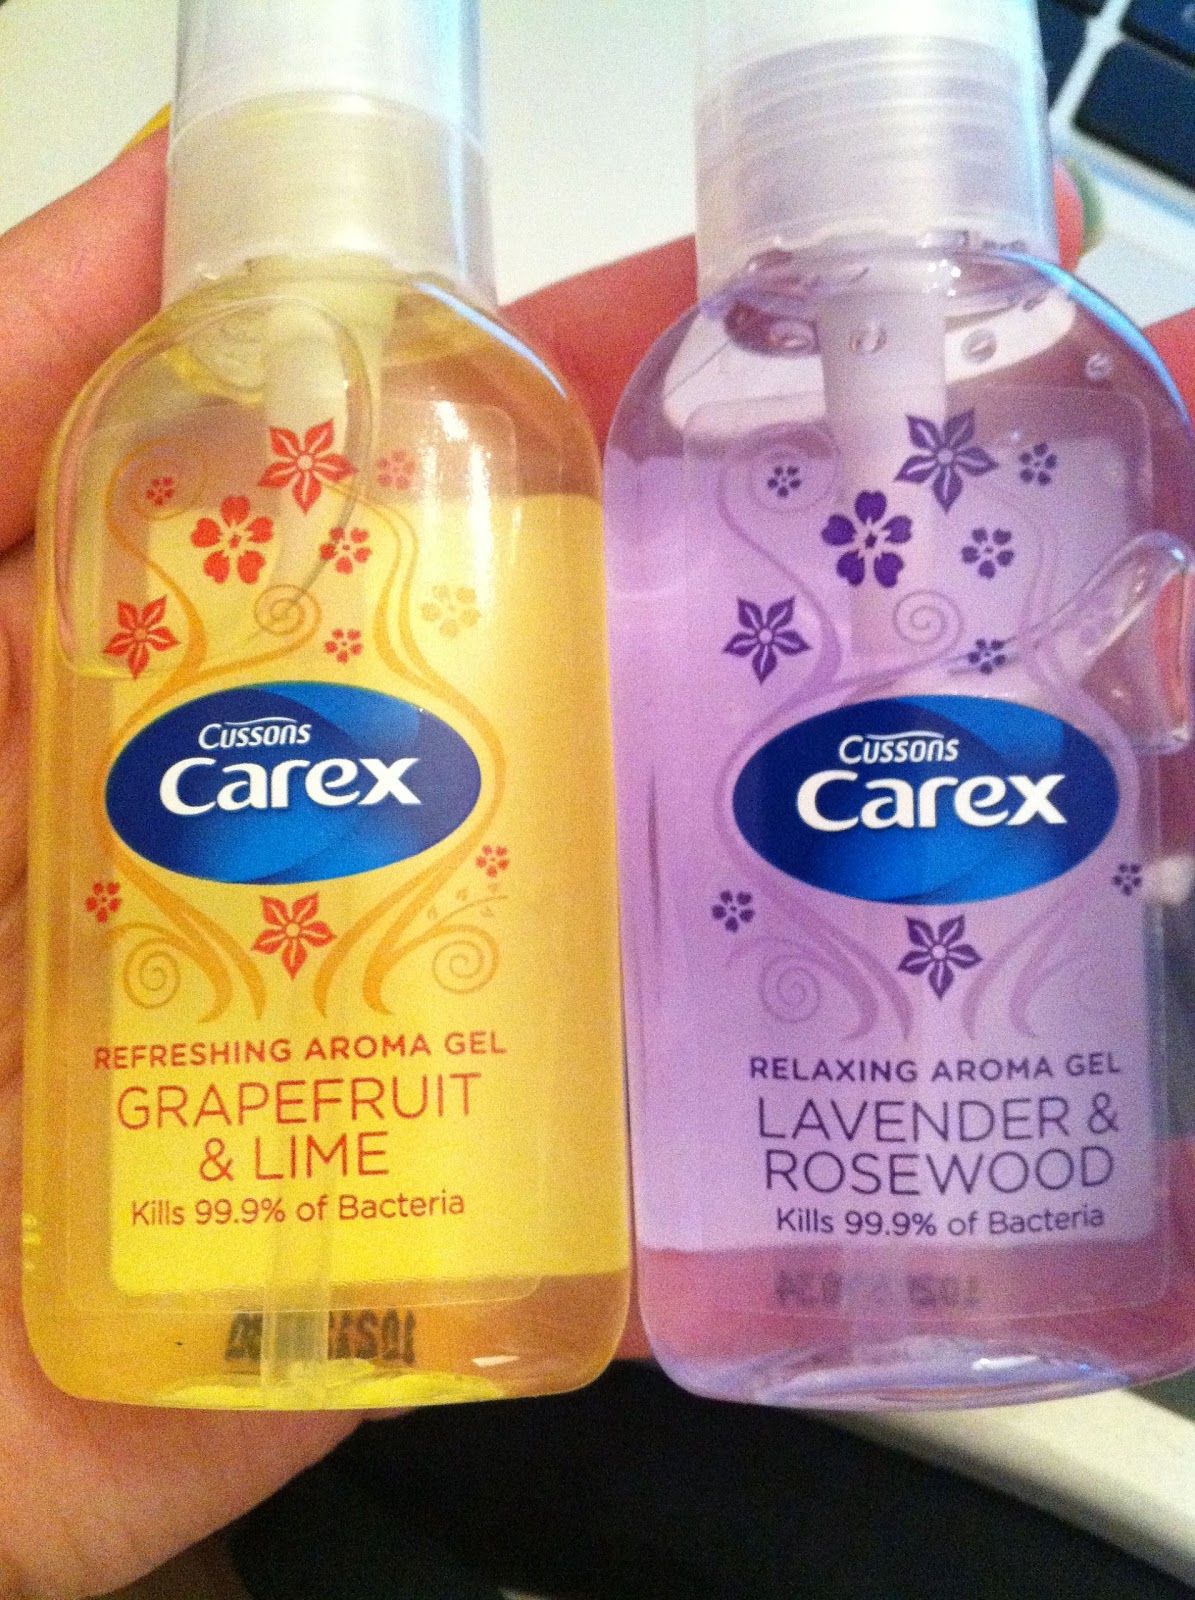 Cussons
Carex
REFRESHING AROMA GEL
GRAPEFRUIT
& LIME
Kills 99.9% of Bacteria
Cussons
Carex
RELAXING AROMA GEL
LAVENDER &
ROSEWOOD
Kills 99.9% of Bacteria